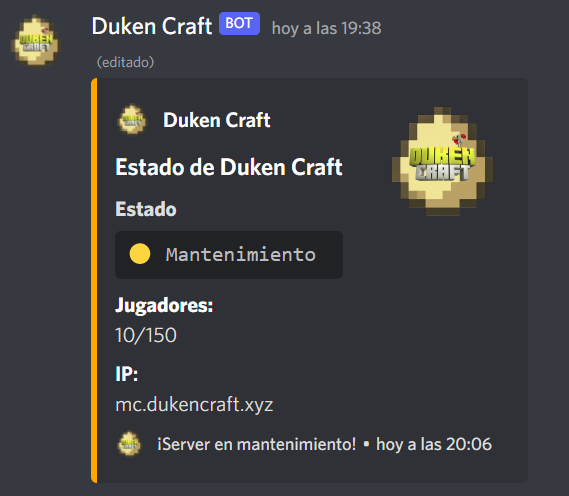 Duken Craft BOT hoy a las 19:38
(editado)
Duken Craft
DUKEN
CRAFT
Estado de Duken Craft
Estado
Mantenimiento
Jugadores:
10/150
IP:
mc.dukencraft.xyz
¡Server en mantenimiento! • hoy a las 20:06